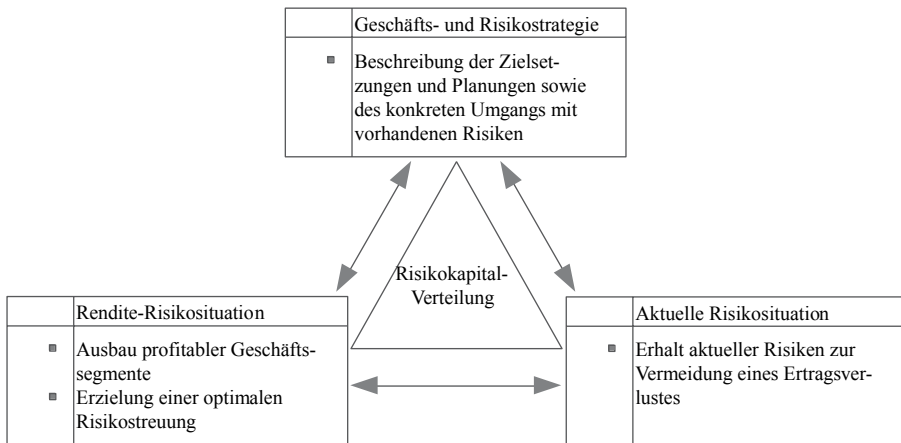 Geschäfts- und Risikostrategie
Beschreibung der Zielset-
zungen und Planungen sowie
des konkreten Umgangs mit
vorhandenen Risiken
Risikokapital-
Verteilung
Rendite-Risikosituation
Ausbau profitabler Geschäfts-
segmente
Erzielung einer optimalen
Risikostreuung
Aktuelle Risikosituation
Erhalt aktueller Risiken zur
Vermeidung eines Ertragsver-
lustes